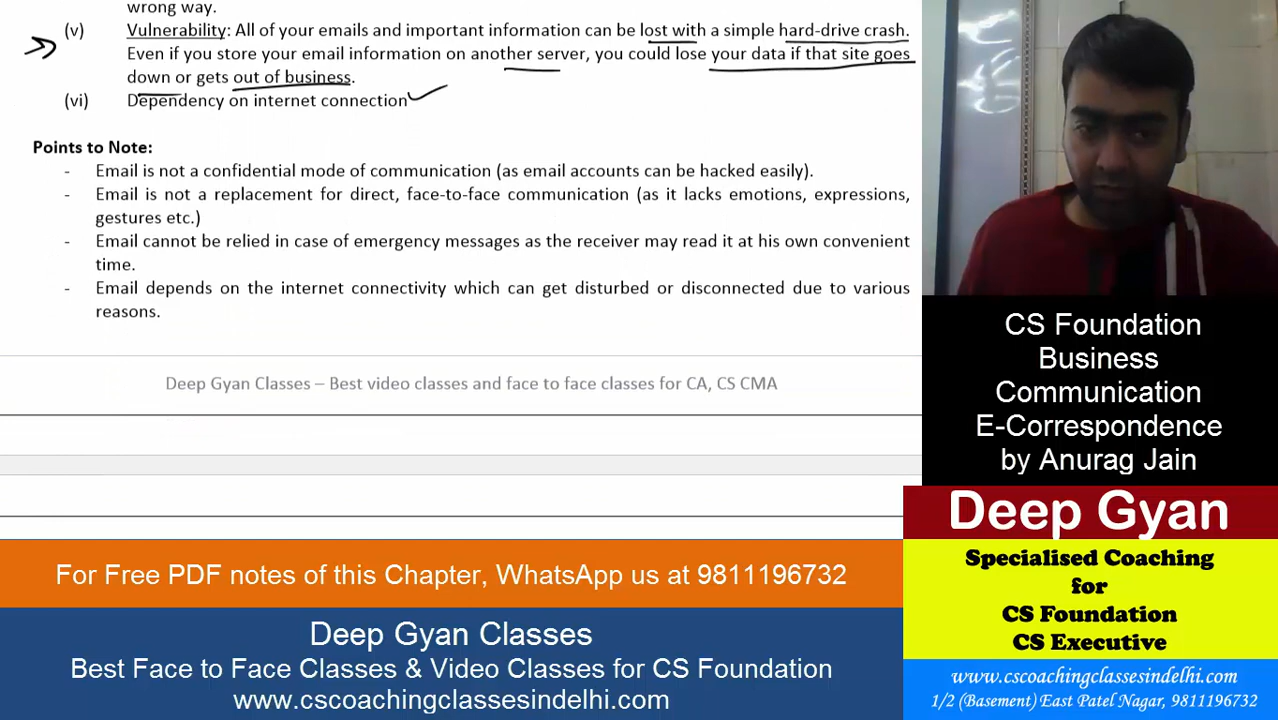 wrong way.
(v) Vulnerability: All of your emails and important information can be lost with a simple hard-drive crash.
Even if you store your email information on another server, you could lose your data if that site goes
down or gets out of business.
(vi) Dependency on internet connection
Points to Note:
- Email is not a confidential mode of communication (as email accounts can be hacked easily).
- Email is not a replacement for direct, face-to-face communication (as it lacks emotions, expressions,
gestures etc.)
- Email cannot be relied in case of emergency messages as the receiver may read it at his own convenient
time.
- Email depends on the internet connectivity which can get disturbed or disconnected due to various
reasons.
Deep Gyan Classes – Best video classes and face to face classes for CA, CS CMA
CS Foundation
Business
Communication
E-Correspondence
by Anurag Jain
Deep Gyan
Specialised Coaching
for
CS Foundation
CS Executive
www.cscoachingclassesindelhi.com
1/2 (Basement) East Patel Nagar, 9811196732
For Free PDF notes of this Chapter, WhatsApp us at 9811196732
Deep Gyan Classes
Best Face to Face Classes & Video Classes for CS Foundation
www.cscoachingclassesindelhi.com